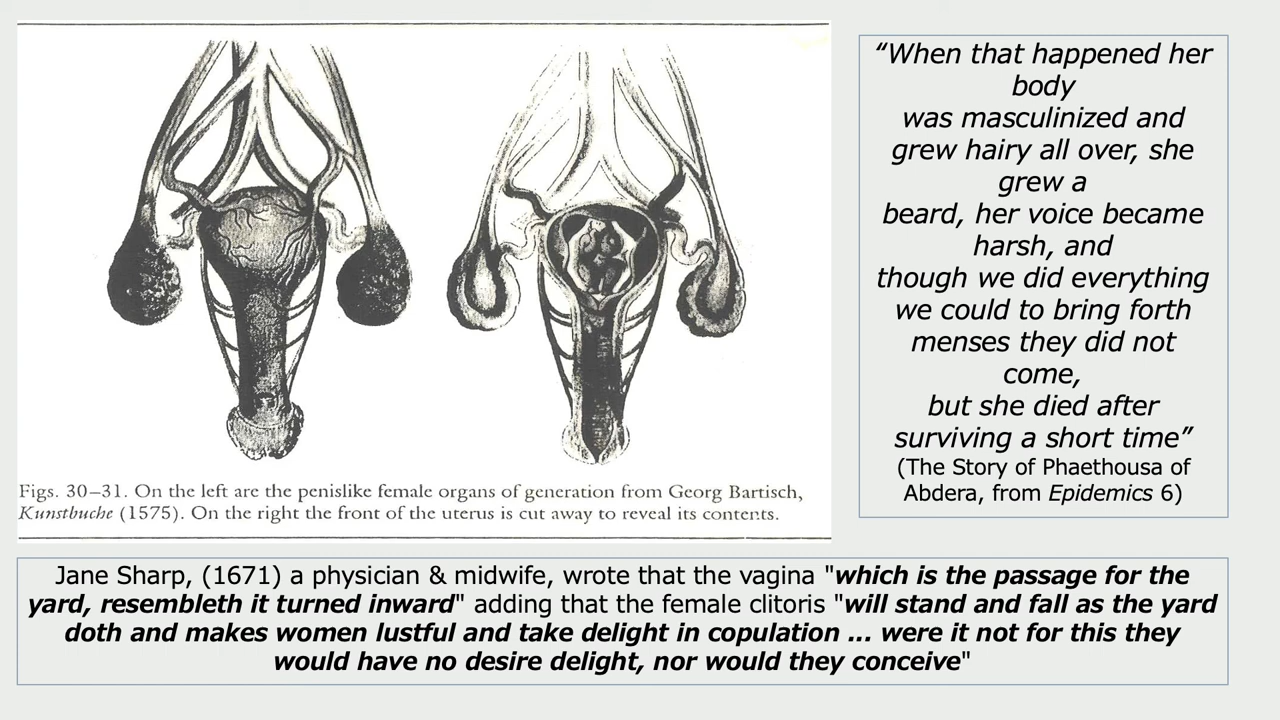 Figs. 30–31. On the left are the penislike female organs of generation from Georg Bartisch,
Kunstbuche (1575). On the right the front of the uterus is cut away to reveal its contents.
“When that happened her
body
was masculinized and
grew hairy all over, she
grew a
beard, her voice became
harsh, and
though we did everything
we could to bring forth
menses they did not
come,
but she died after
surviving a short time”
(The Story of Phaethousa of
Abdera, from Epidemics 6)
Jane Sharp, (1671) a physician & midwife, wrote that the vagina "which is the passage for the
yard, resembleth it turned inward" adding that the female clitoris "will stand and fall as the yard
doth and makes women lustful and take delight in copulation ... were it not for this they
would have no desire delight, nor would they conceive"